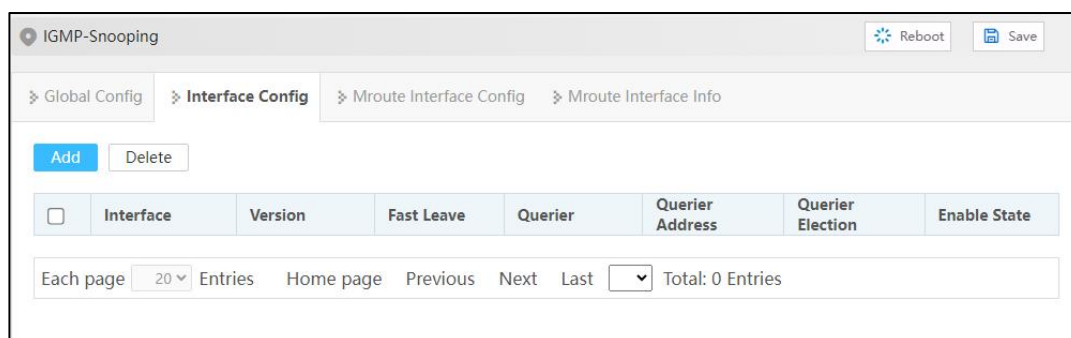 IGMP-Snooping Reboot Save
Global Config Interface Config Mroute Interface Config Mroute Interface Info
Add Delete
Interface Version Fast Leave Querier Querier Address Querier Election Enable State
Each page 20 Entries Home page Previous Next Last Total: 0 Entries